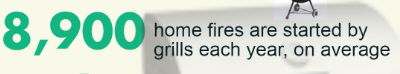 8,900 home fires are started by
grills each year, on average